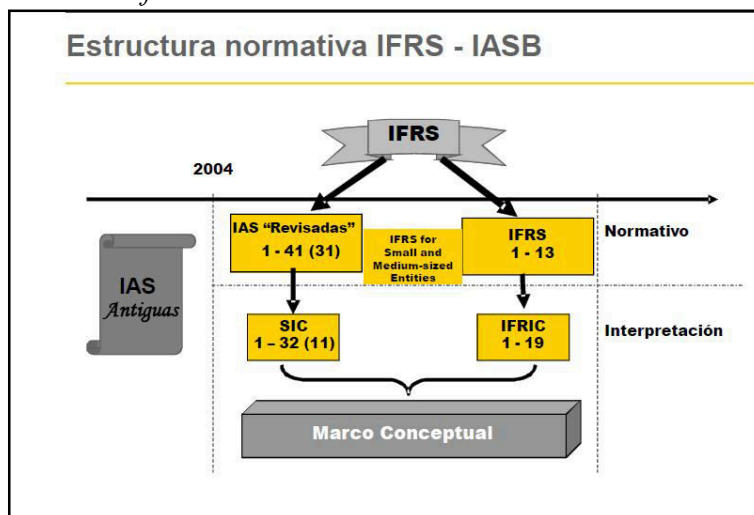 Estructura normativa IFRS - IASB
IFRS
2004
IAS "Revisadas"
1 - 41 (31)
IFRS for
Small and
Medium-sized
Entities
IFRS
1 - 13
Normativo
IAS
Antiguas
SIC
1 – 32 (11)
IFRIC
1 - 19
Interpretación
Marco Conceptual